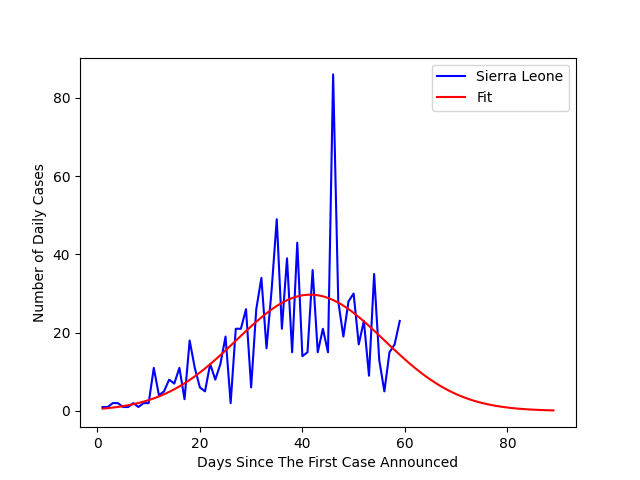 Sierra Leone
Fit
80
60
40
20
0
Number of Daily Cases
0 20 40 60 80
Days Since The First Case Announced